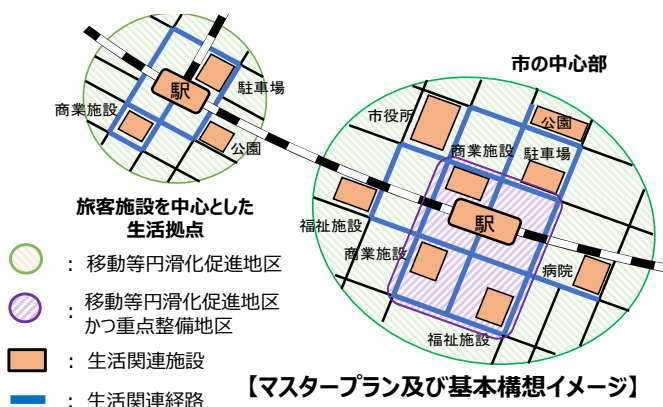 駅
駐車場
商業施設
公園
旅客施設を中心とした
生活拠点
市の中心部
市役所
公園
商業施設
駐車場
福祉施設
駅
商業施設
病院
福祉施設
：移動等円滑化促進地区
：移動等円滑化促進地区
かつ重点整備地区
：生活関連施設
：生活関連経路
【マスタープラン及び基本構想イメージ】